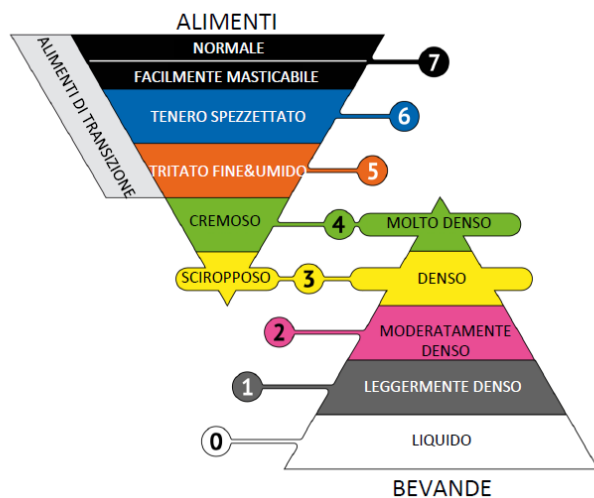 ALIMENTI
NORMALE
7
FACILMENTE MASTICABILE
ALIMENTI DI TRANSIZIONE
TENERO SPEZZETTATO
6
TRITATO FINE&UMIDO
5
CREMOSO
4
MOLTO DENSO
SCIROPPOSO
3
DENSO
2
MODERATAMENTE
DENSO
1
LEGGERMENTE DENSO
0
LIQUIDO
BEVANDE